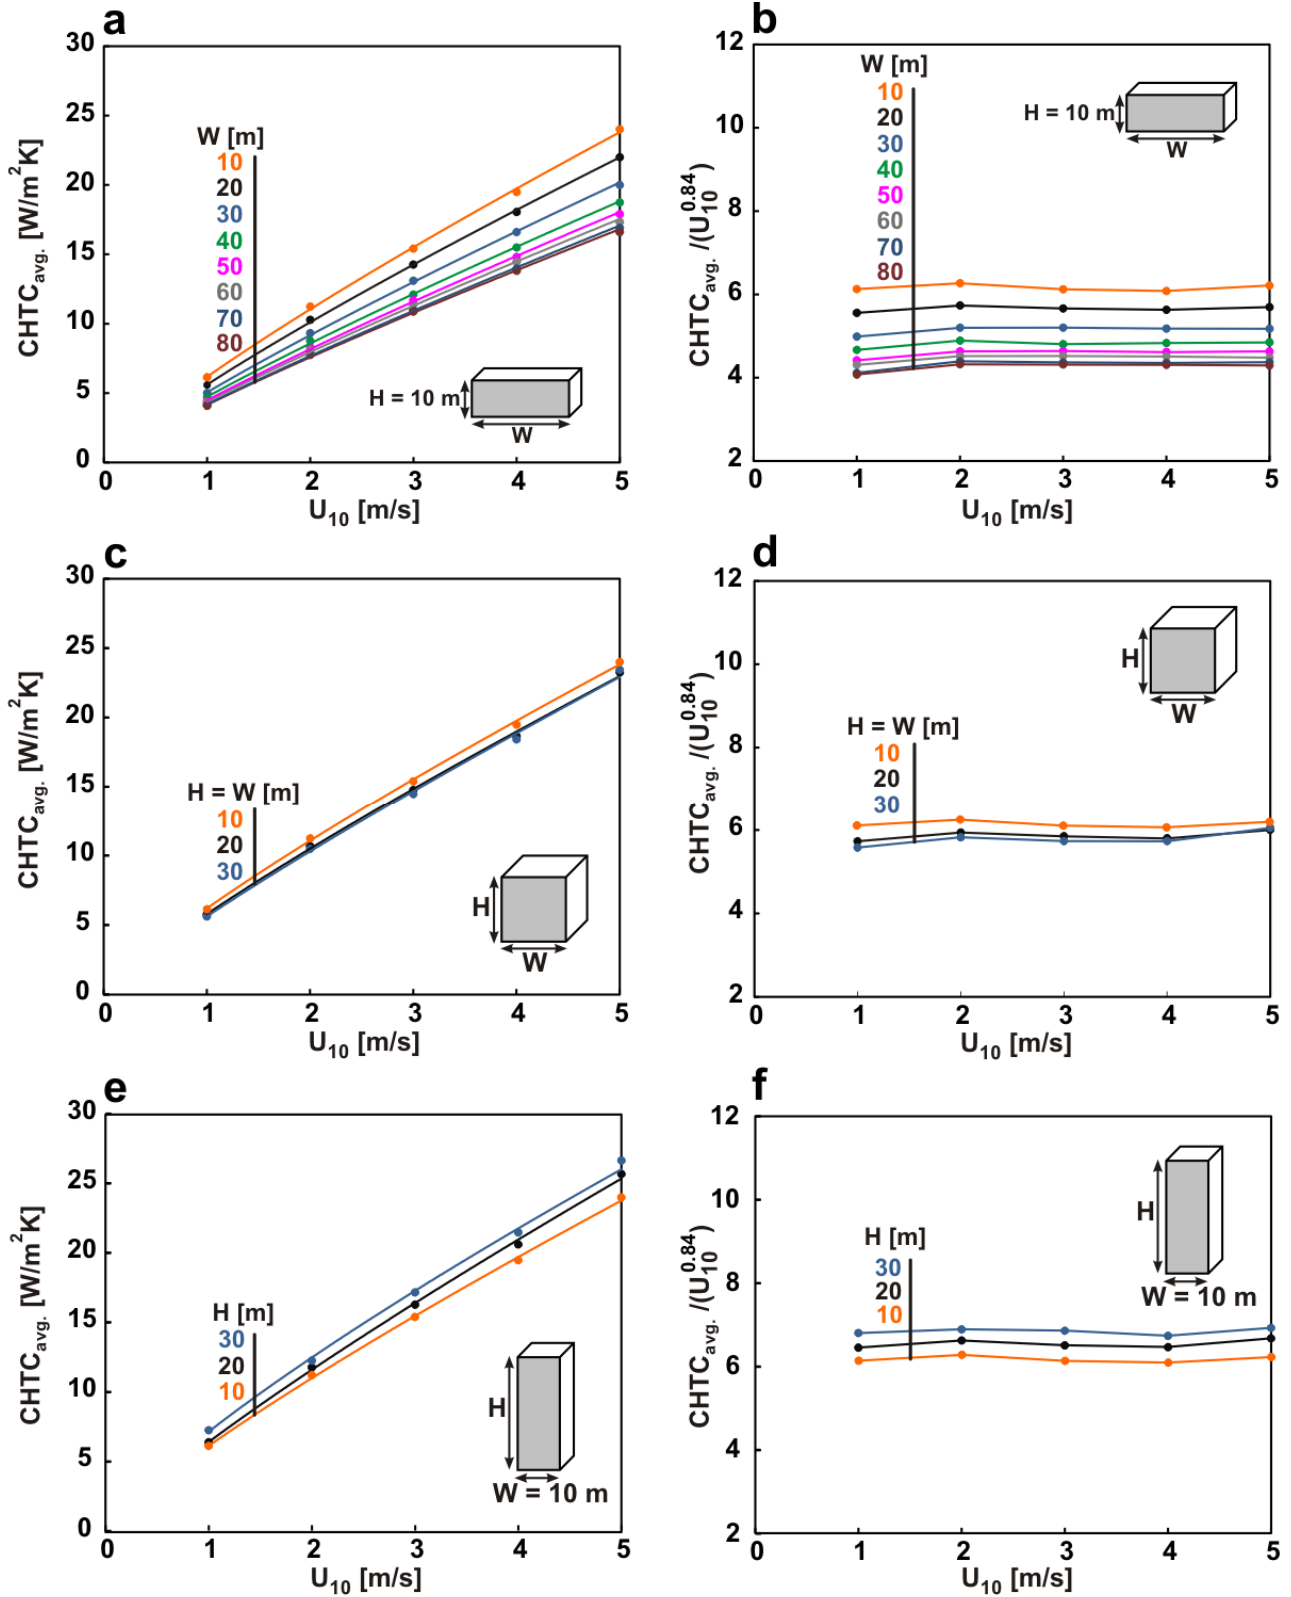 a
30
25
20
15
10
5
0
CHTCavg. [W/m²K]
W [m]
10
20
30
40
50
60
70
80
H = 10 m
W
0 1 2 3 4 5
U₁₀ [m/s]
b
12
10
8
6
4
2
CHTCavg. /(U₁₀^0.84)
W [m]
10
20
30
40
50
60
70
80
H = 10 m
W
0 1 2 3 4 5
U₁₀ [m/s]
c
30
25
20
15
10
5
0
CHTCavg. [W/m²K]
H = W [m]
10
20
30
H
W
0 1 2 3 4 5
U₁₀ [m/s]
d
12
10
8
6
4
2
CHTCavg. /(U₁₀^0.84)
H = W [m]
10
20
30
H
W
0 1 2 3 4 5
U₁₀ [m/s]
e
30
25
20
15
10
5
0
CHTCavg. [W/m²K]
H [m]
30
20
10
H
W = 10 m
0 1 2 3 4 5
U₁₀ [m/s]
f
12
10
8
6
4
2
CHTCavg. /(U₁₀^0.84)
H [m]
30
20
10
H
W = 10 m
0 1 2 3 4 5
U₁₀ [m/s]